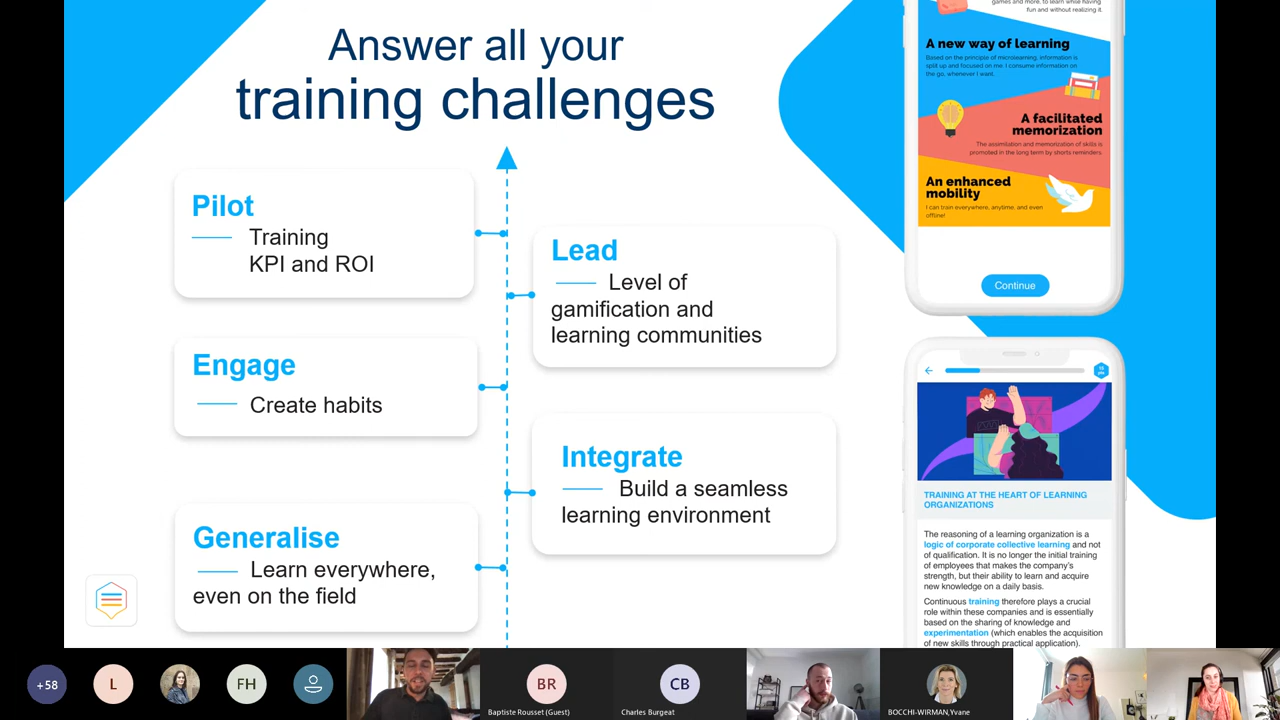 Answer all your
training challenges
Pilot
Training
KPI and ROI
Lead
Level of
gamification and
learning communities
Engage
Create habits
Integrate
Build a seamless
learning environment
Generalise
Learn everywhere,
even on the field
games and more, to learn while having
fun and without realizing it.
A new way of learning
Based on the principle of microlearning, information is
split up and focused on me. I consume information on
the go, whenever I want.
A facilitated
memorization
The assimilation and memorization of skills is
promoted in the long term by shorts reminders.
An enhanced
mobility
I can train everywhere, anytime, and even
offline!
Continue
TRAINING AT THE HEART OF LEARNING
ORGANIZATIONS
The reasoning of a learning organization is a
logic of corporate collective learning and not
of qualification. It is no longer the initial training
of employees that makes the company's
strength, but their ability to learn and acquire
new knowledge on a daily basis.
Continuous training therefore plays a crucial
role within these companies and is essentially
based on the sharing of knowledge and
experimentation (which enables the acquisition
of new skills through practical application).
+58
L
FH
BR
Baptiste Rousset (Guest)
CB
Charles Burgeat
BOCCHI-WIRMAN,Yvane